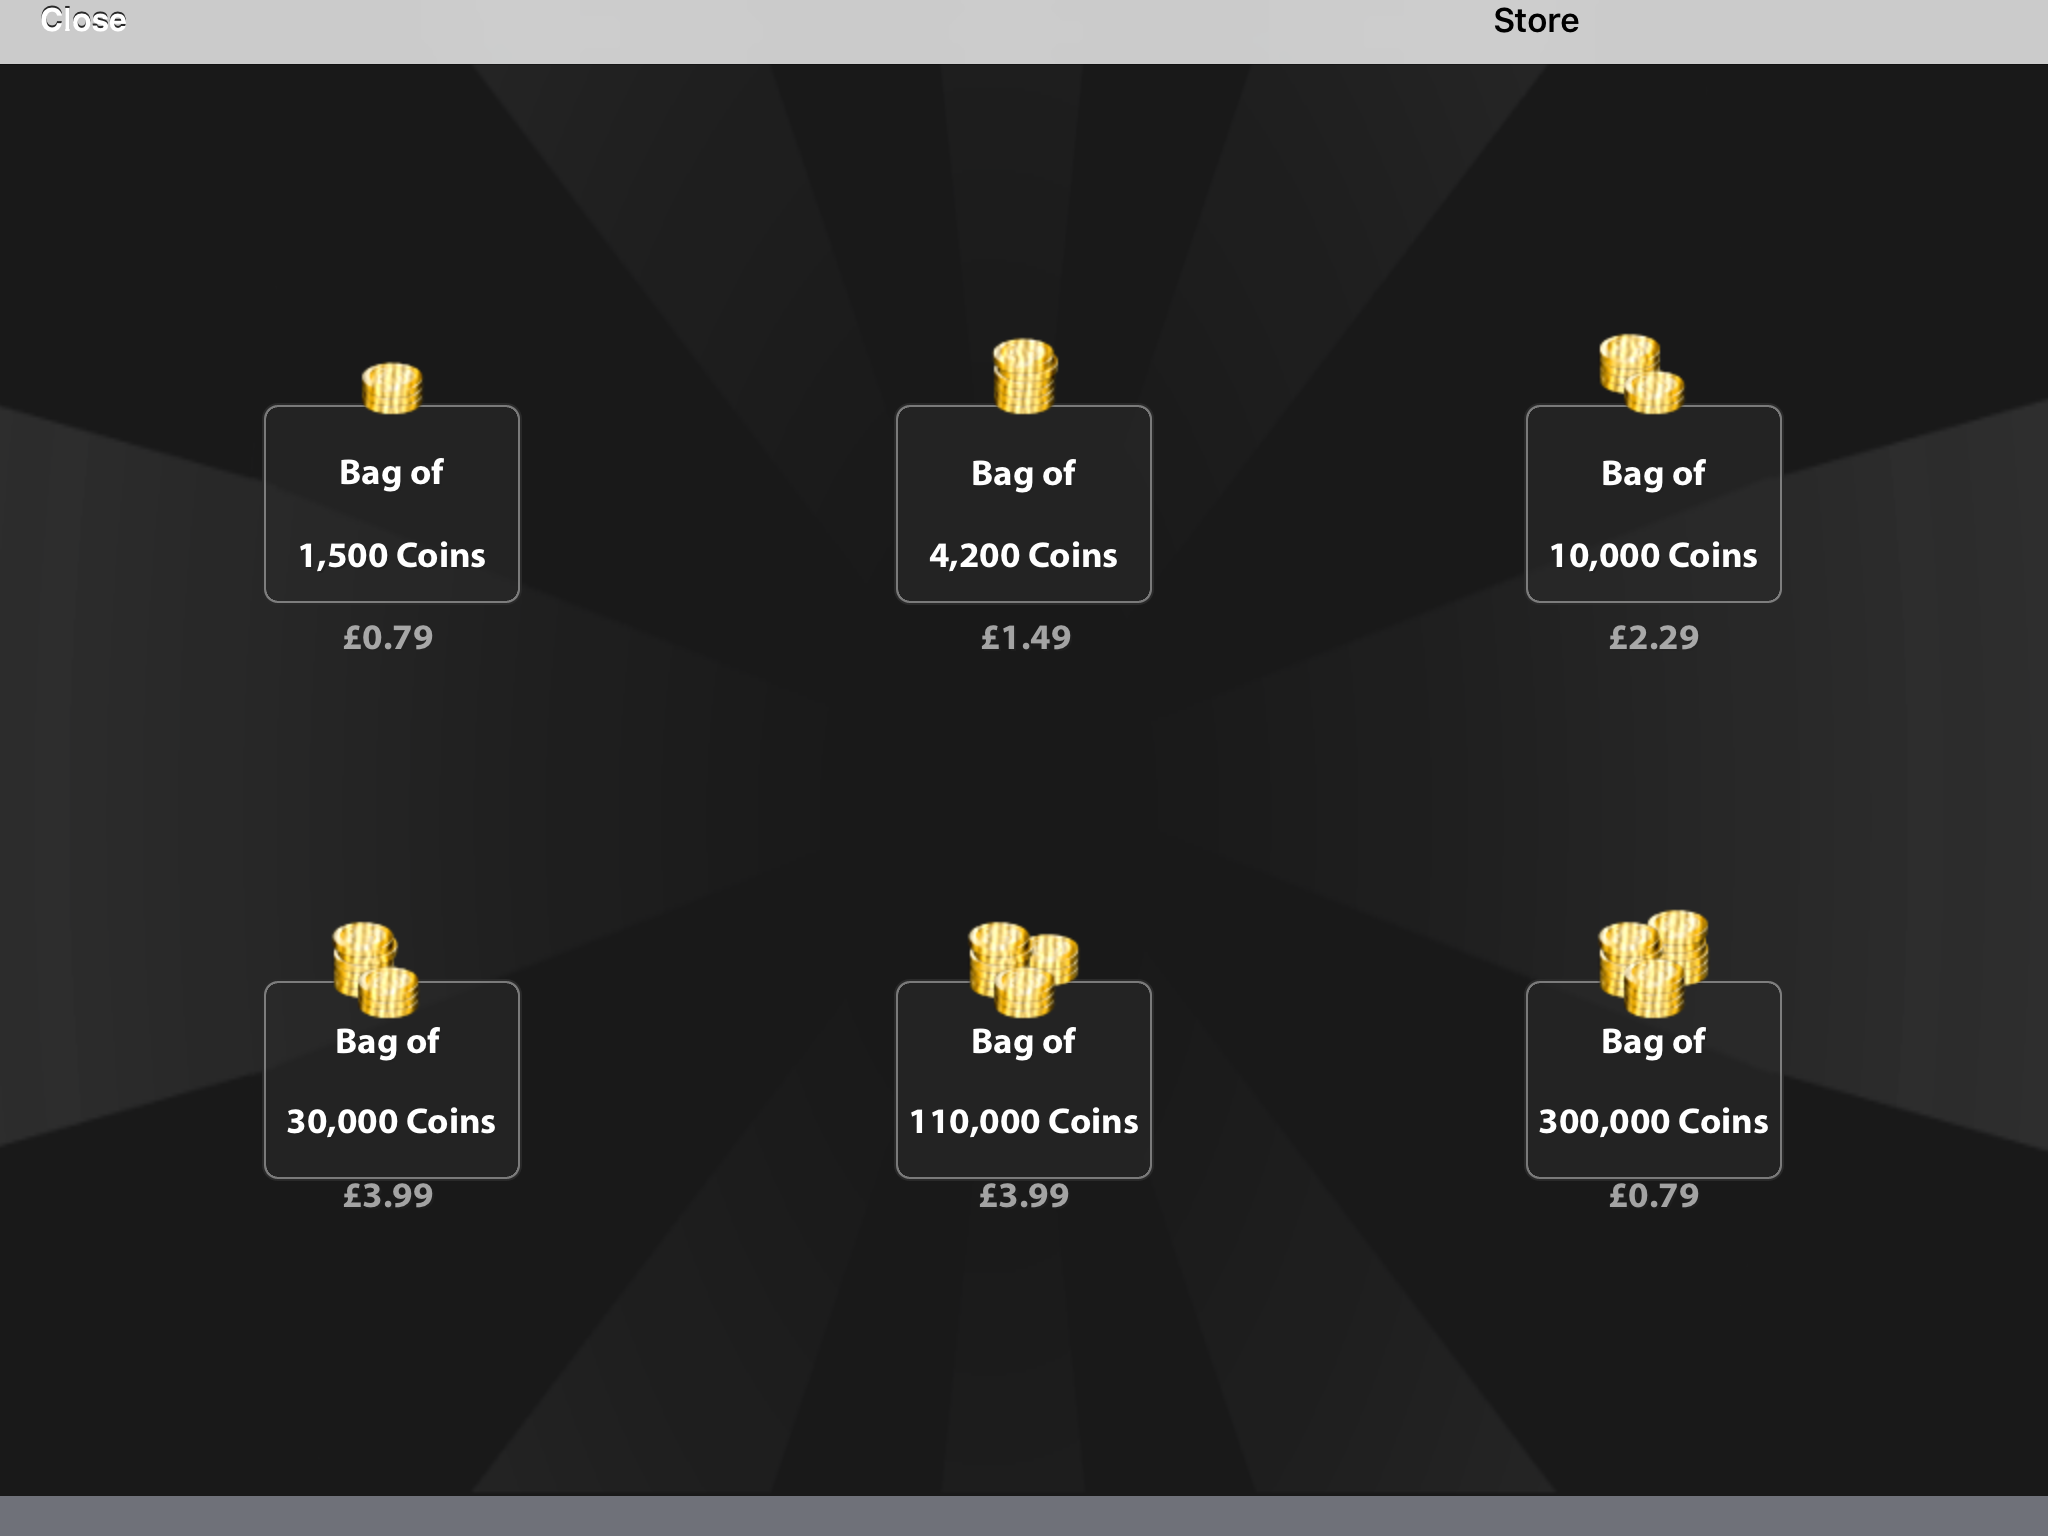 Close
Store
Bag of
1,500 Coins
£0.79
Bag of
4,200 Coins
£1.49
Bag of
10,000 Coins
£2.29
Bag of
30,000 Coins
£3.99
Bag of
110,000 Coins
£3.99
Bag of
300,000 Coins
£0.79